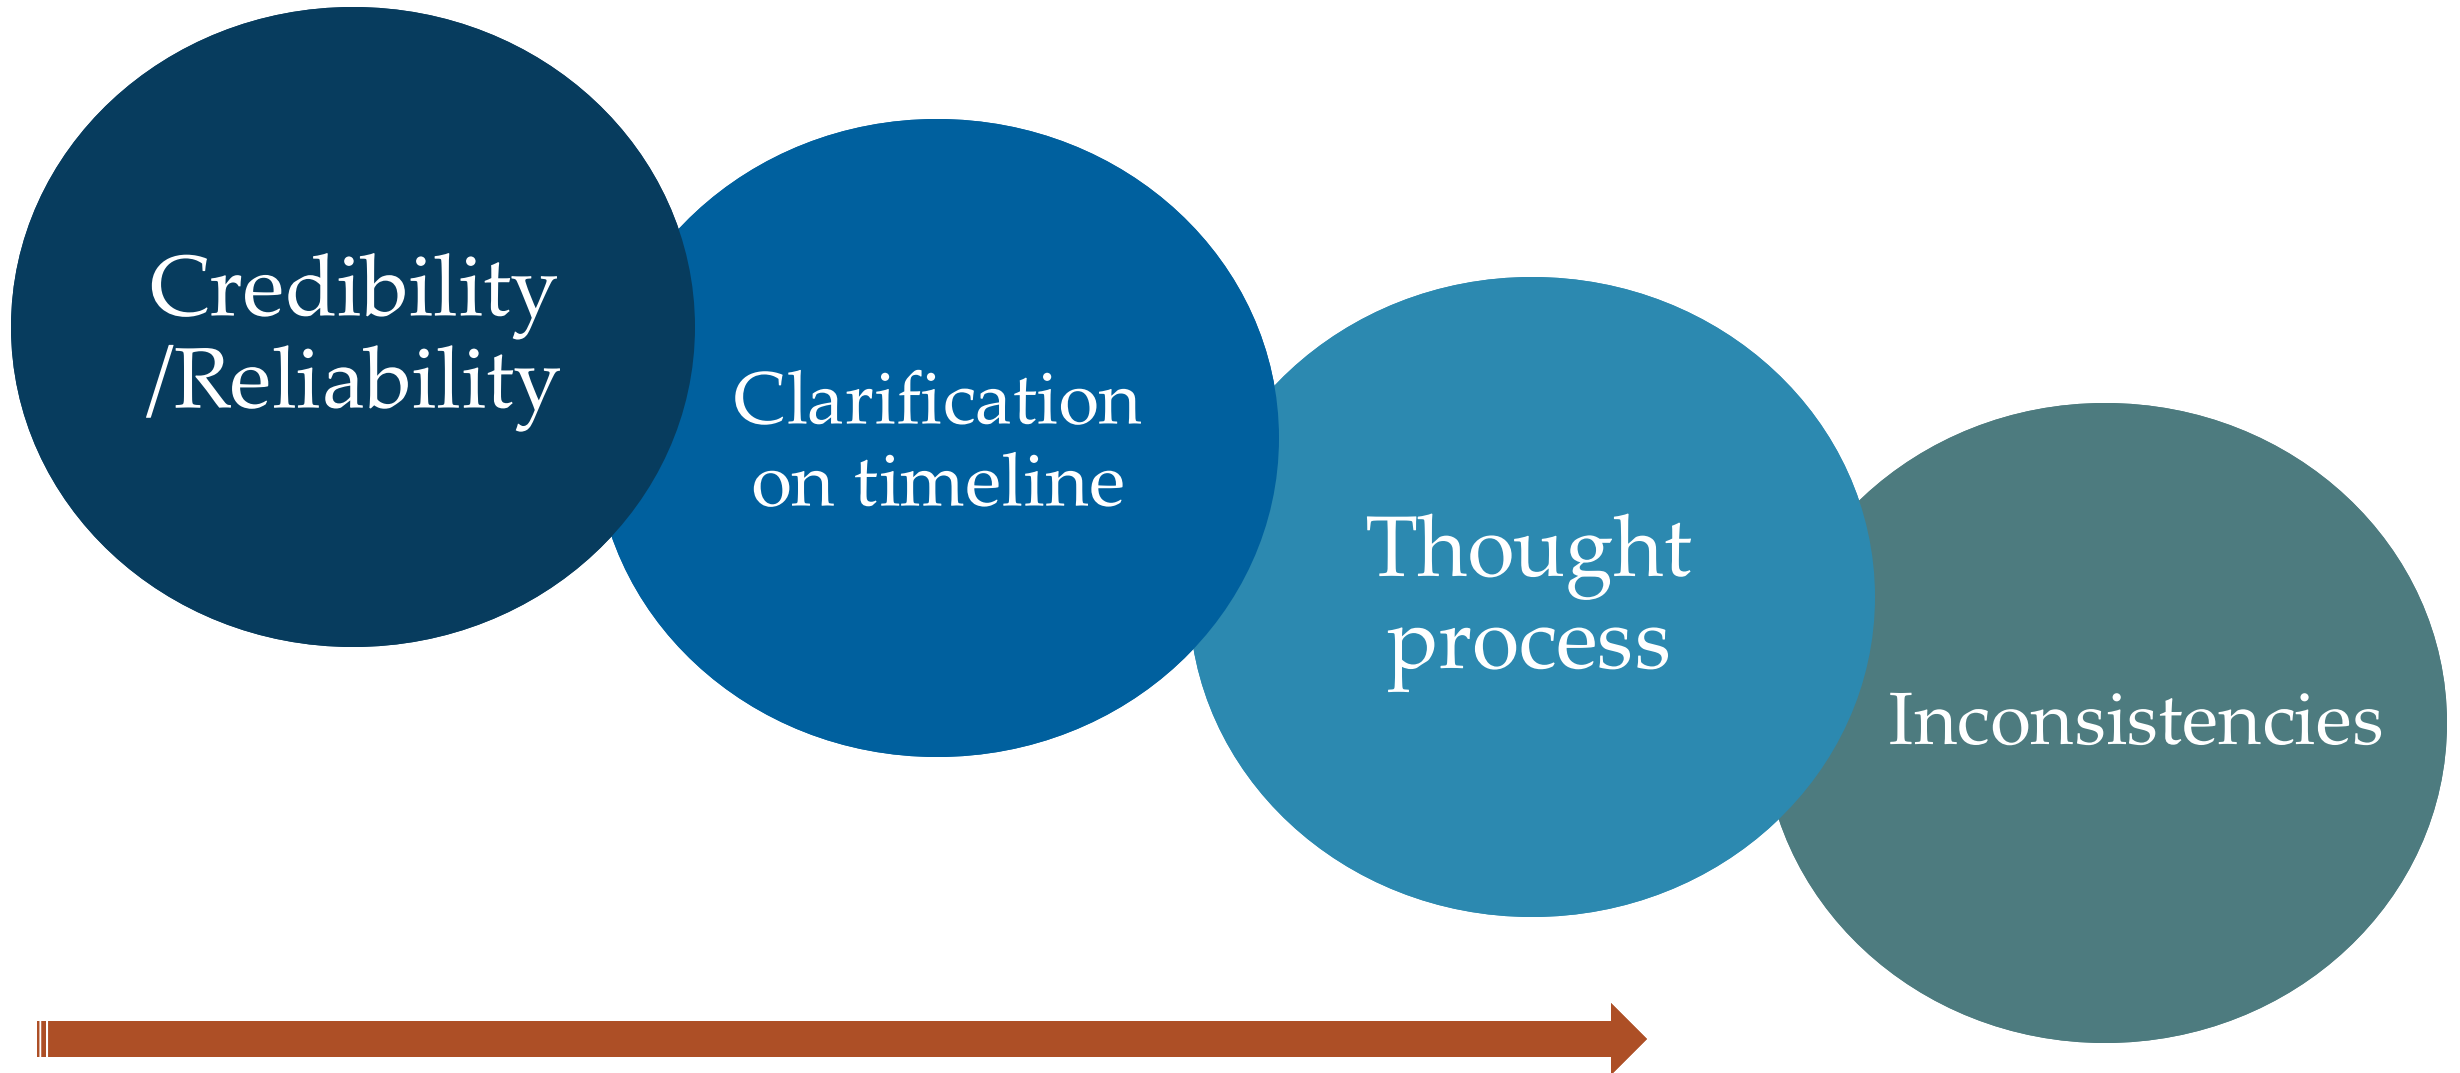 Credibility
/Reliability
Clarification
on timeline
Thought
process
Inconsistencies